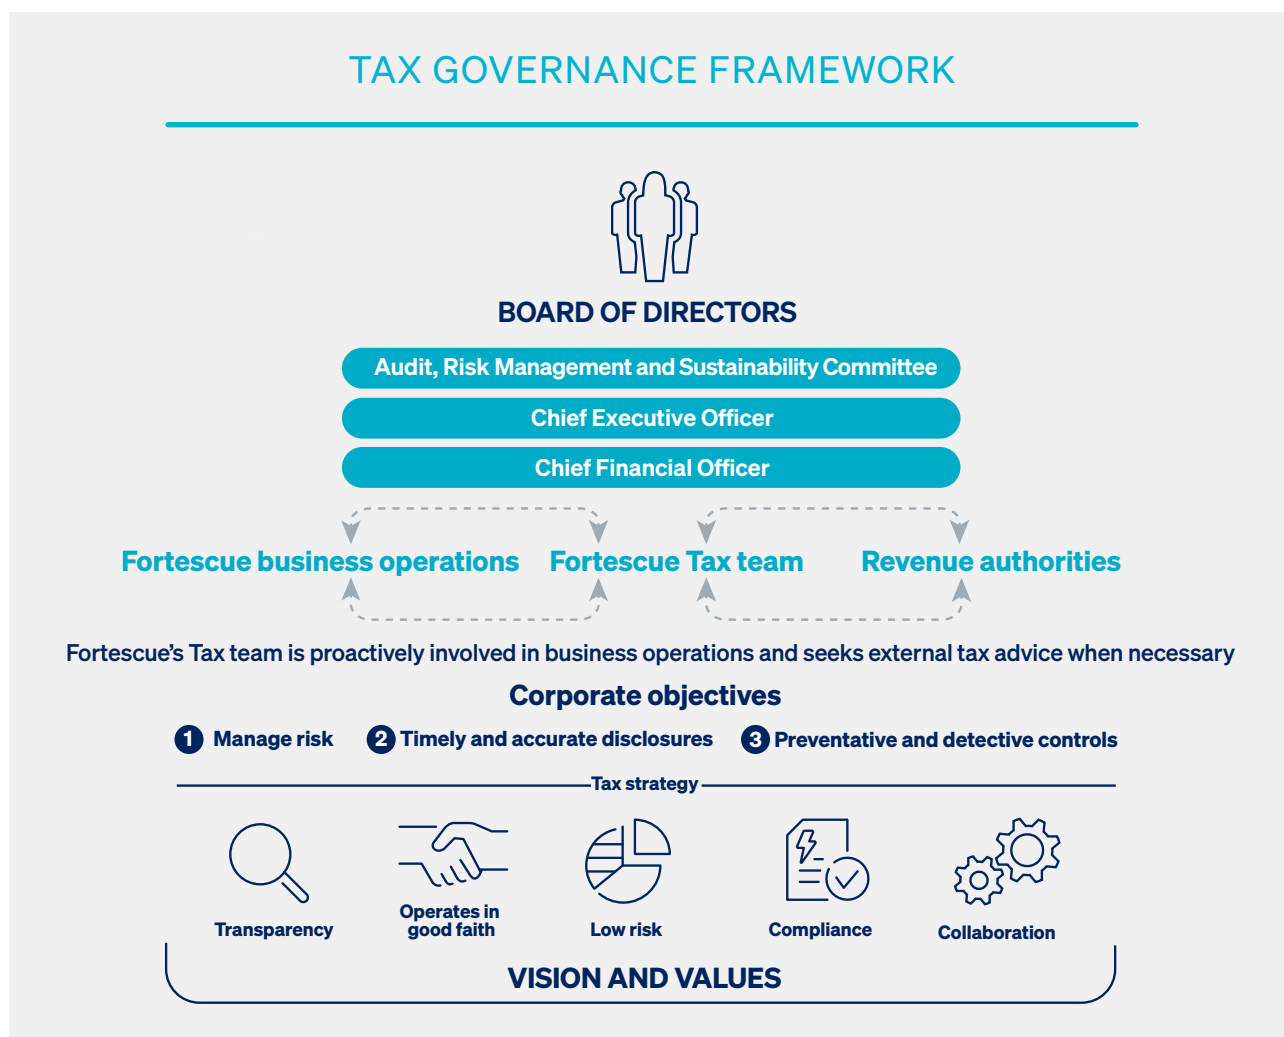 TAX GOVERNANCE FRAMEWORK
BOARD OF DIRECTORS
Audit, Risk Management and Sustainability Committee
Chief Executive Officer
Chief Financial Officer
Fortescue business operations
Fortescue Tax team
Revenue authorities
Fortescue’s Tax team is proactively involved in business operations and seeks external tax advice when necessary
Corporate objectives
1 Manage risk
2 Timely and accurate disclosures
3 Preventative and detective controls
Tax strategy
Transparency
Operates in
good faith
Low risk
Compliance
Collaboration
VISION AND VALUES